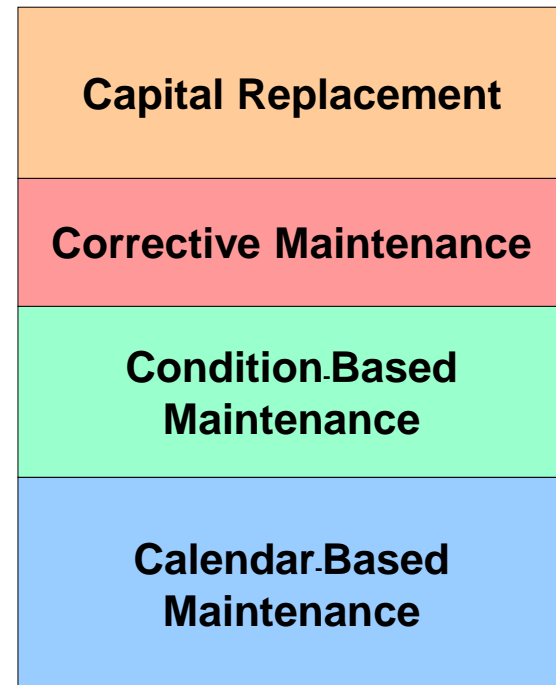 Capital Replacement
Corrective Maintenance
Condition-Based
Maintenance
Calendar-Based
Maintenance